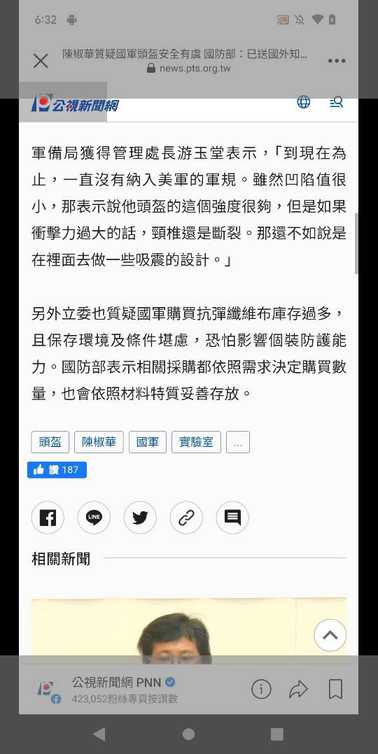 6:32
陳椒華質疑國軍頭盔安全有虞 國防部：已送國外知...
news.pts.org.tw
公視新聞網
軍備局獲得管理處長游玉堂表示，「到現在為
止，一直沒有納入美軍的軍規。雖然凹陷值很
小，那表示說他頭盔的這個強度很夠，但是如果
衝擊力過大的話，頸椎還是斷裂。那還不如說是
在裡面去做一些吸震的設計。」
另外立委也質疑國軍購買抗彈纖維布庫存過多，
且保存環境及條件堪慮，恐怕影響個裝防護能
力。國防部表示相關採購都依照需求決定購買數
量，也會依照材料特質妥善存放。
頭盔 陳椒華 國軍 實驗室 ...
讚 187
LINE
相關新聞
公視新聞網 PNN
423,052粉絲專頁按讚數